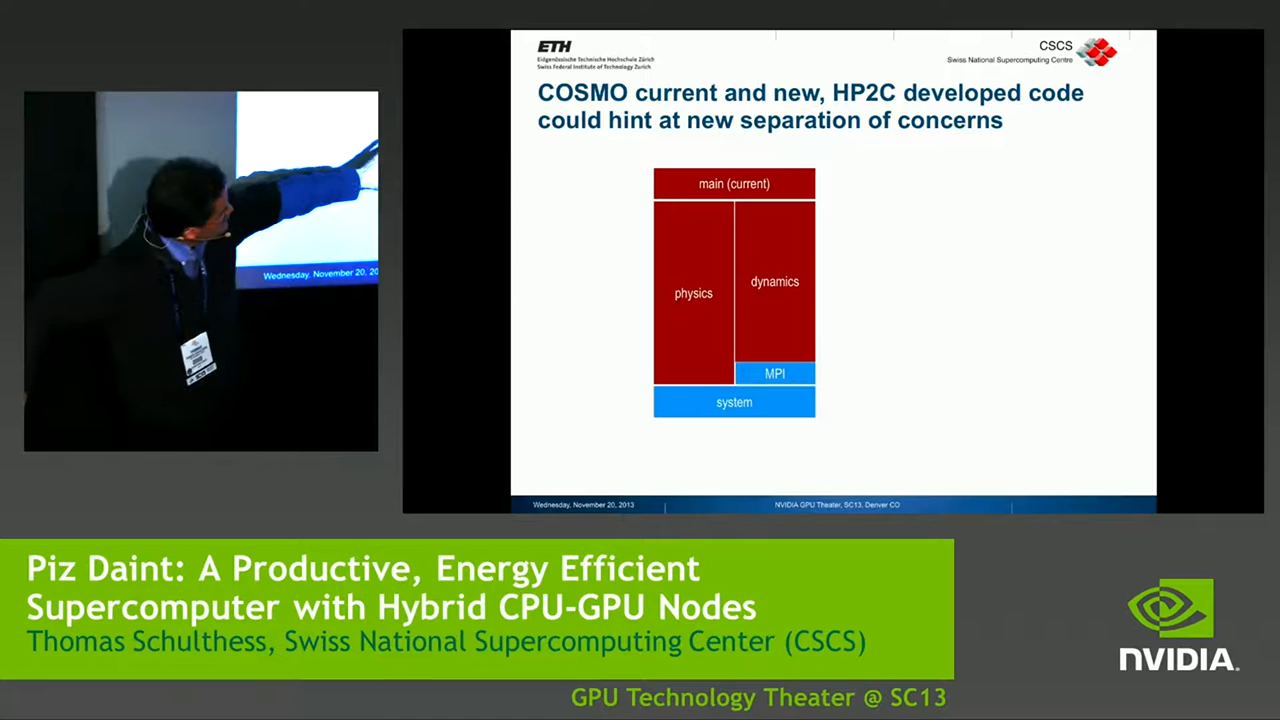 ETH
Eidgenössische Technische Hochschule Zürich
Swiss Federal Institute of Technology Zurich
CSCS
Swiss National Supercomputing Centre
COSMO current and new, HP2C developed code
could hint at new separation of concerns
main (current)
physics
dynamics
MPI
system
Wednesday, November 20, 2013
NVIDIA GPU Theater, SC13, Denver CO
Wednesday, November 20, 20
Piz Daint: A Productive, Energy Efficient
Supercomputer with Hybrid CPU-GPU Nodes
Thomas Schulthess, Swiss National Supercomputing Center (CSCS)
GPU Technology Theater @ SC13
NVIDIA.